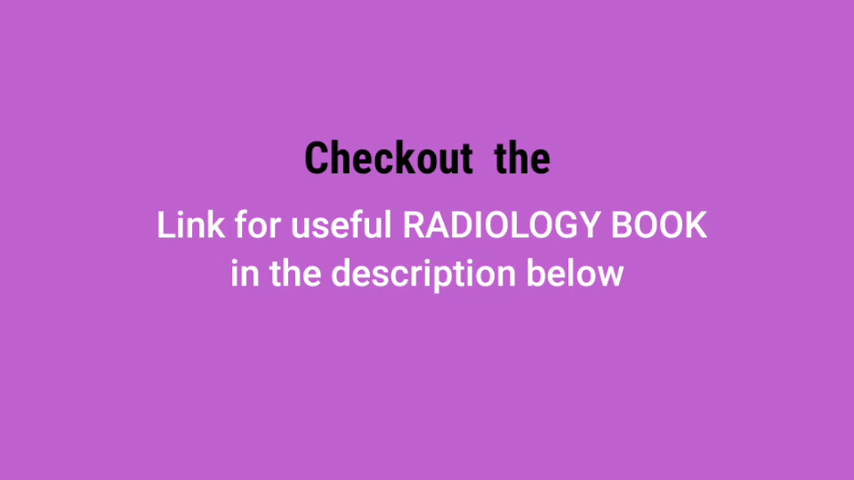 Checkout the
Link for useful RADIOLOGY BOOK
in the description below